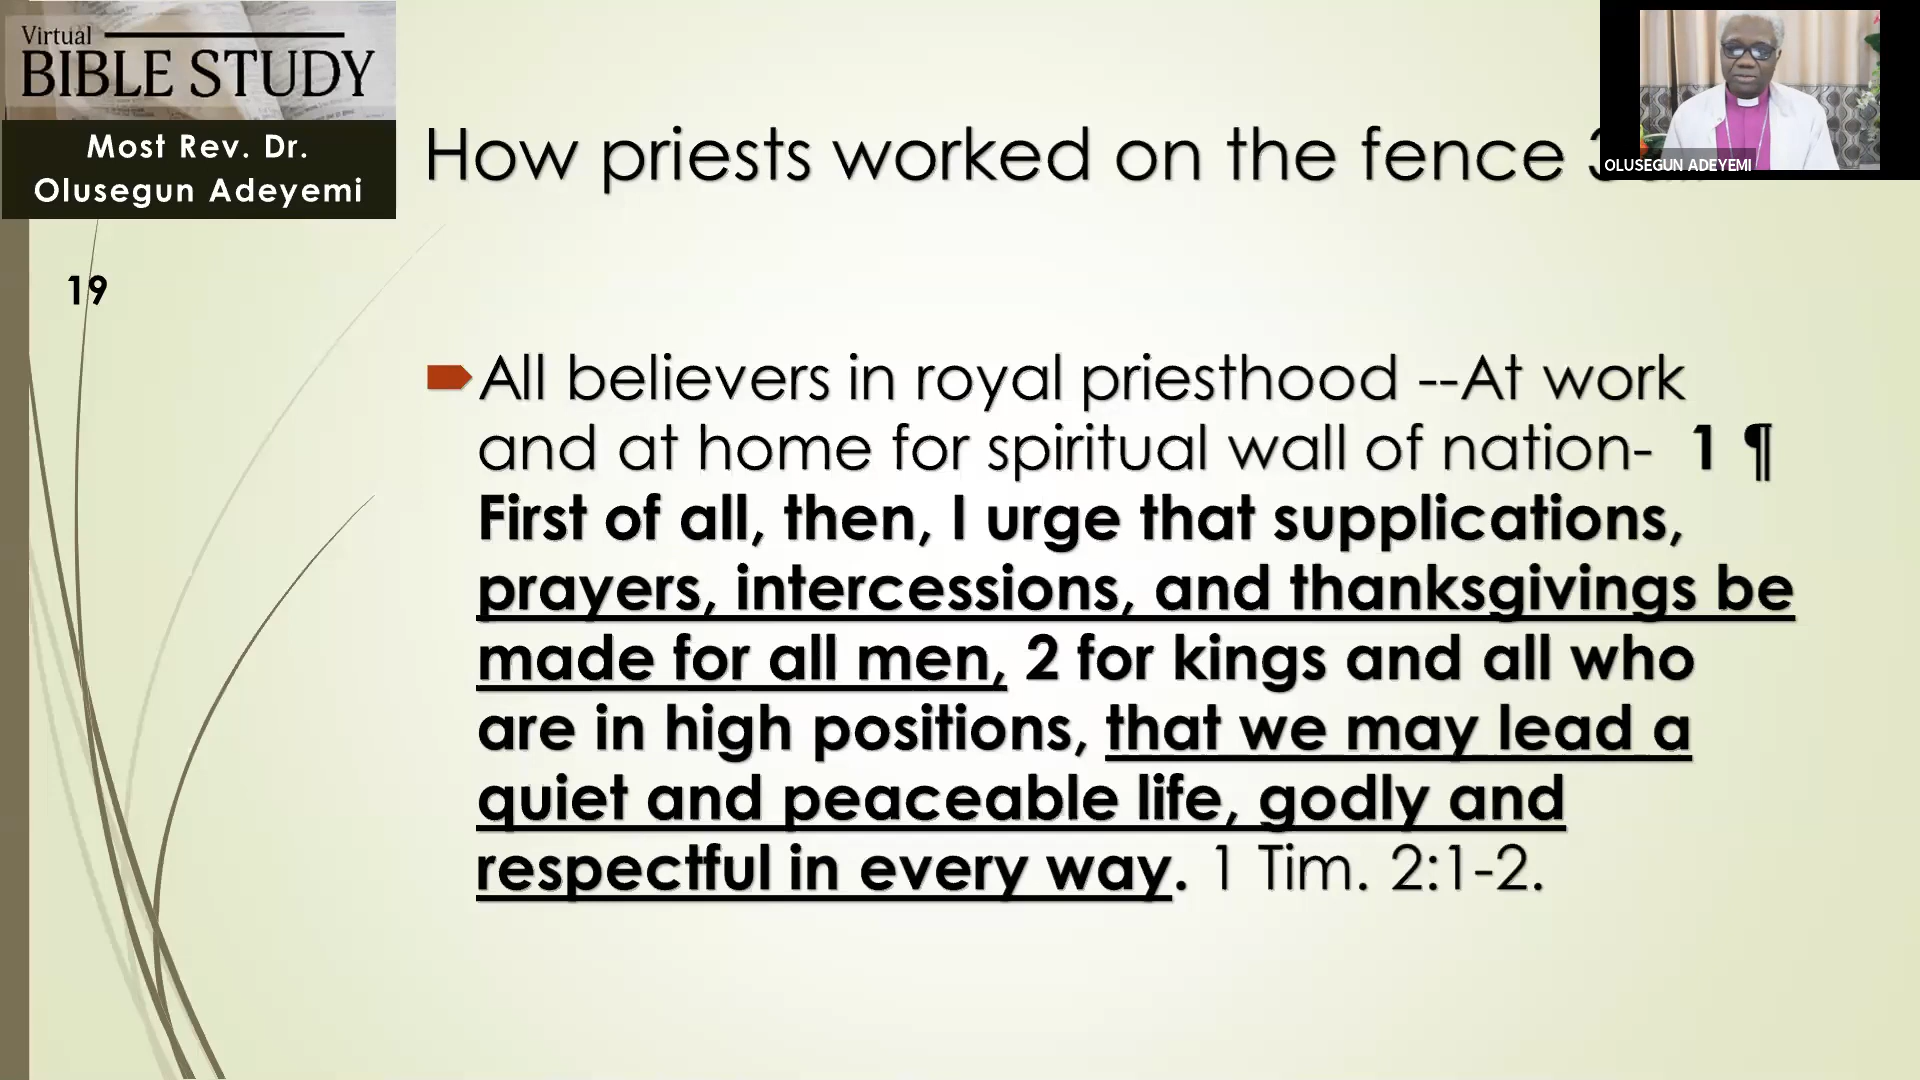 Virtual
BIBLE STUDY
Most Rev. Dr.
Olusegun Adeyemi
How priests worked on the fence
OLUSEGUN ADEYEMI
19
All believers in royal priesthood --At work
and at home for spiritual wall of nation- 1 ¶
First of all, then, I urge that supplications,
prayers, intercessions, and thanksgivings be
made for all men, 2 for kings and all who
are in high positions, that we may lead a
quiet and peaceable life, godly and
respectful in every way. 1 Tim. 2:1-2.